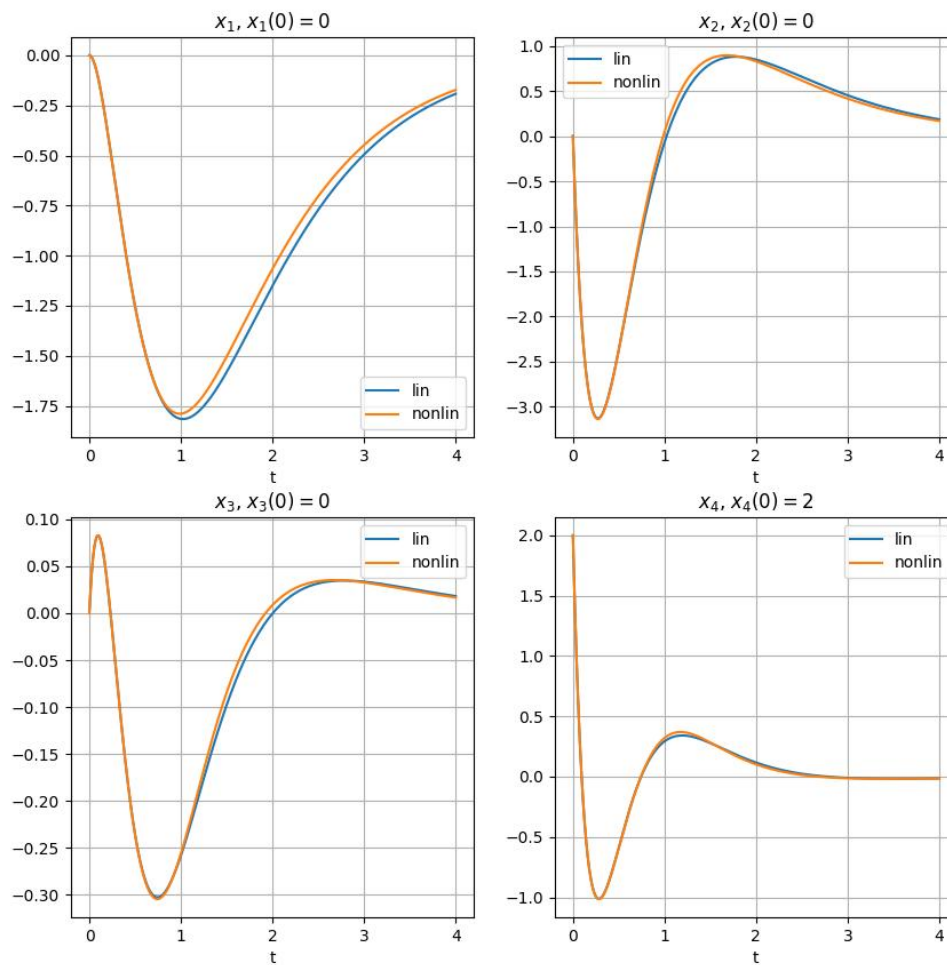 x₁, x₁(0) = 0
0.00
−0.25
−0.50
−0.75
−1.00
−1.25
−1.50
−1.75
lin
nonlin
0 1 2 3 4
t
x₂, x₂(0) = 0
1.0
0.5
0.0
−0.5
−1.0
−1.5
−2.0
−2.5
−3.0
lin
nonlin
0 1 2 3 4
t
x₃, x₃(0) = 0
0.10
0.05
0.00
−0.05
−0.10
−0.15
−0.20
−0.25
−0.30
lin
nonlin
0 1 2 3 4
t
x₄, x₄(0) = 2
2.0
1.5
1.0
0.5
0.0
−0.5
−1.0
lin
nonlin
0 1 2 3 4
t